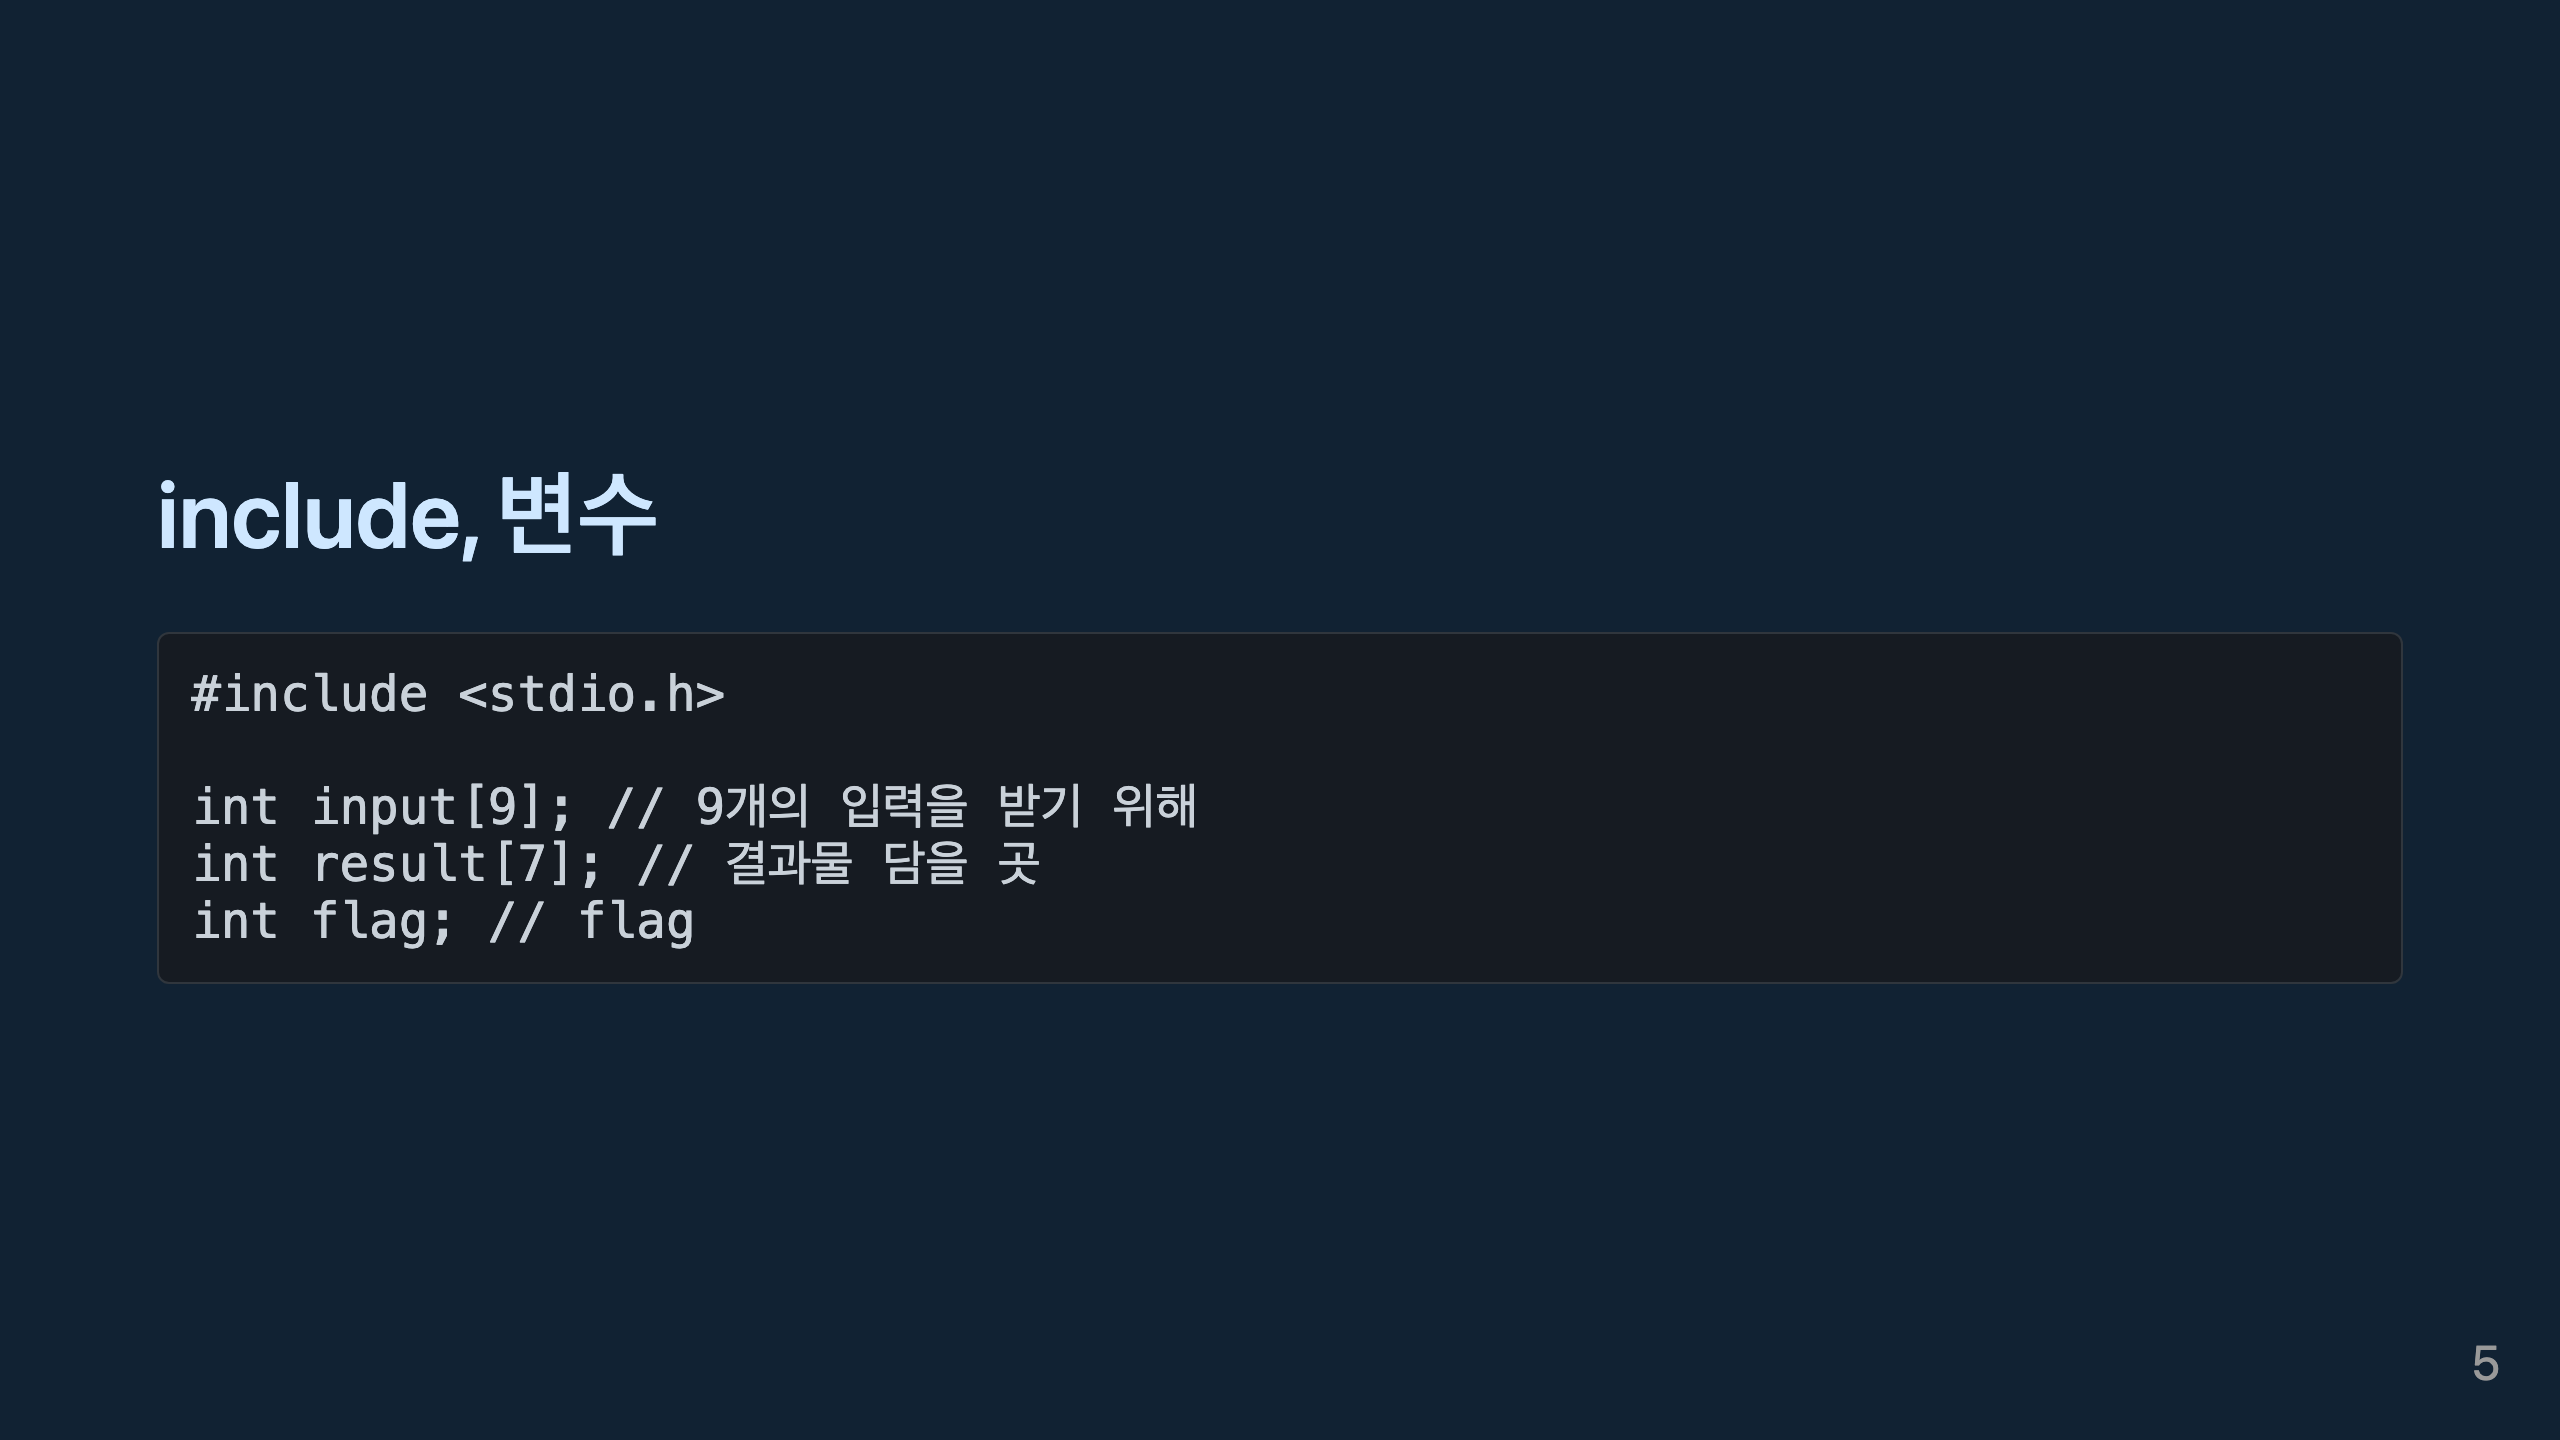 include, 변수
#include <stdio.h>
int input[9]; // 9개의 입력을 받기 위해
int result[7]; // 결과물 담을 곳
int flag; // flag
5